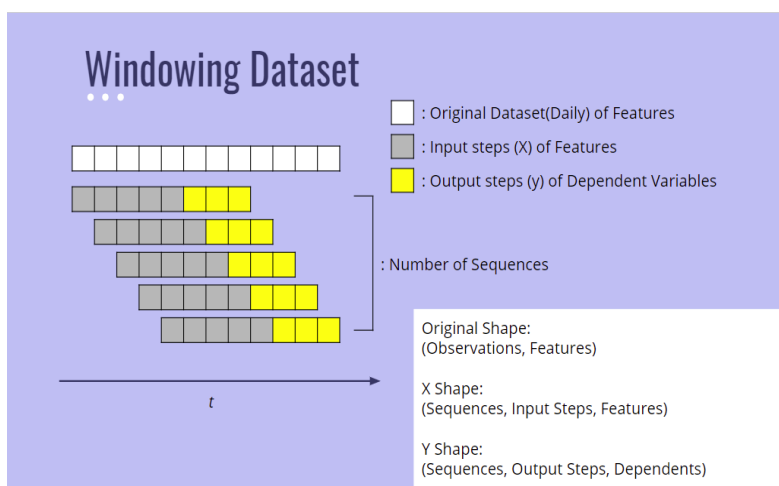 Windowing Dataset
: Original Dataset(Daily) of Features
: Input steps (X) of Features
: Output steps (y) of Dependent Variables
: Number of Sequences
t
Original Shape:
(Observations, Features)
X Shape:
(Sequences, Input Steps, Features)
Y Shape:
(Sequences, Output Steps, Dependents)